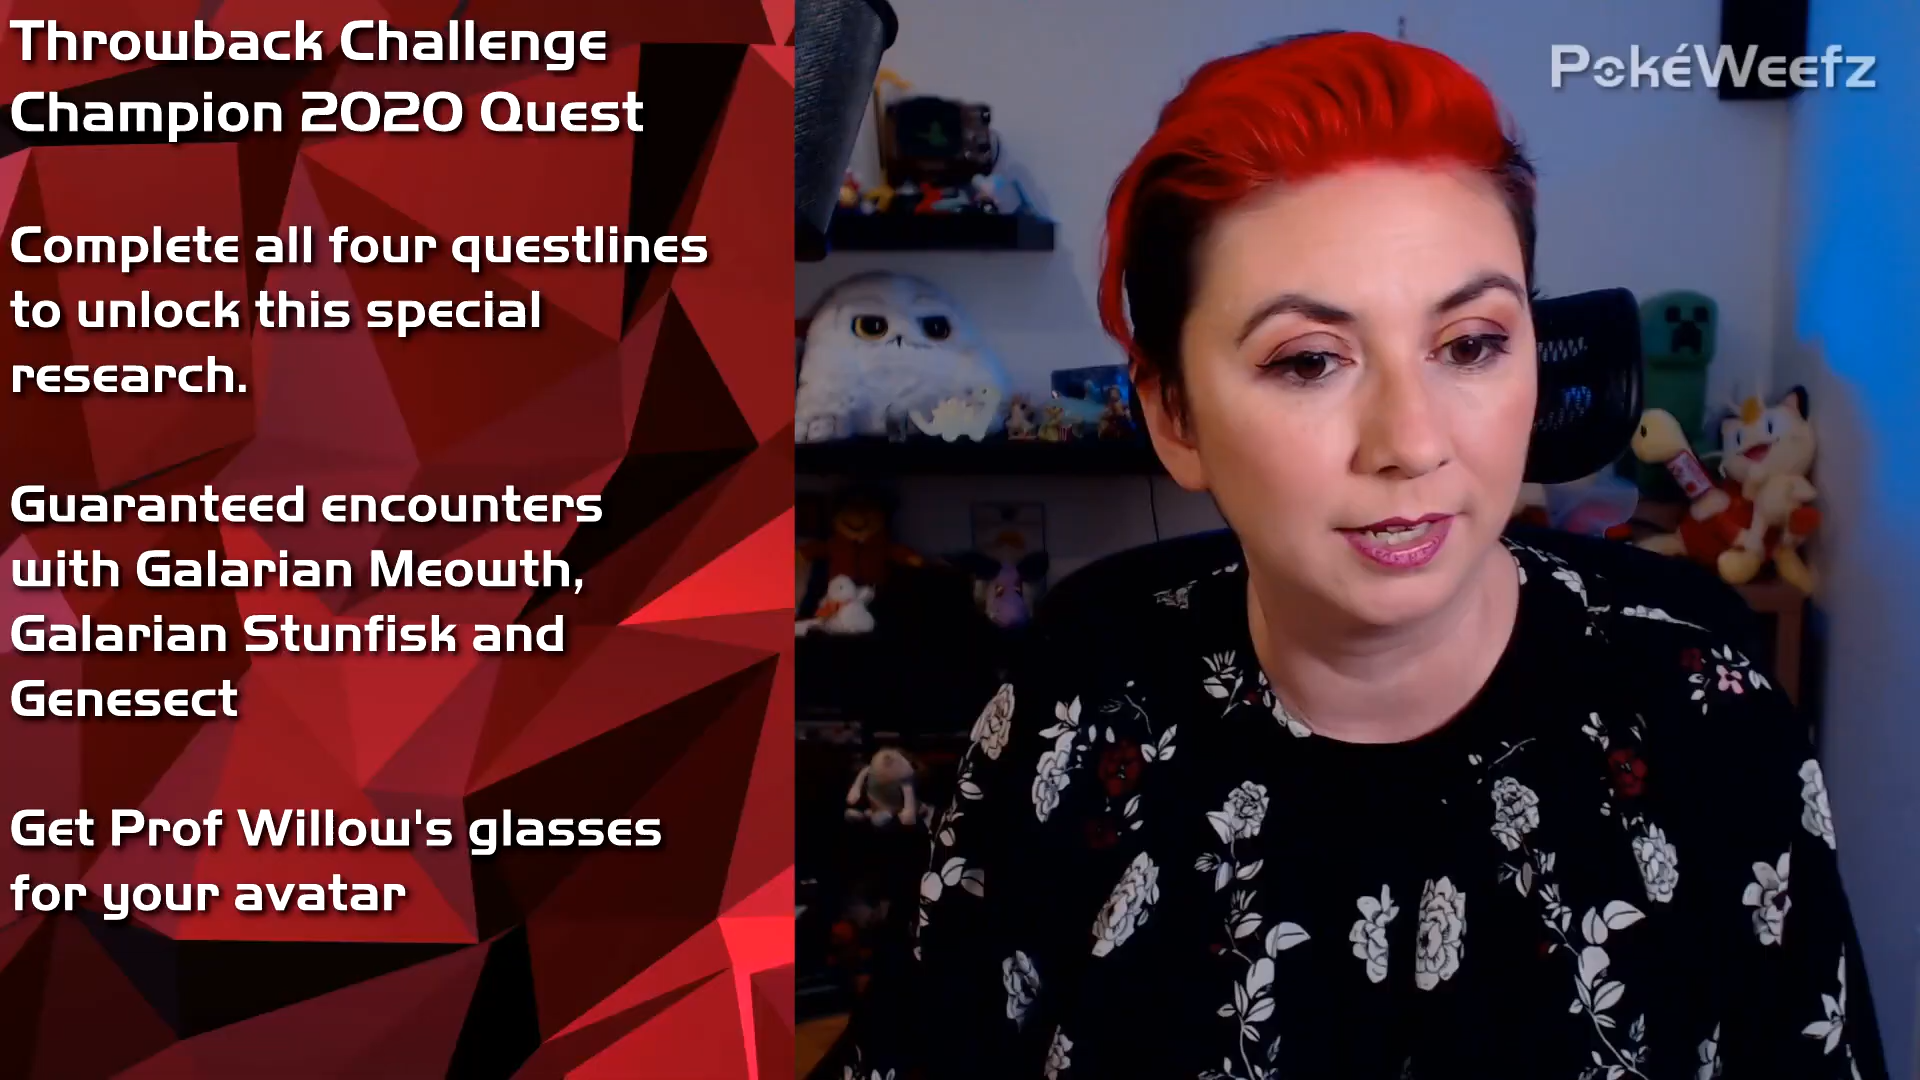 Throwback Challenge
Champion 2020 Quest
Complete all four questlines
to unlock this special
research.
Guaranteed encounters
with Galarian Meowth,
Galarian Stunfisk and
Genesect
Get Prof Willow's glasses
for your avatar
PokéWeefz